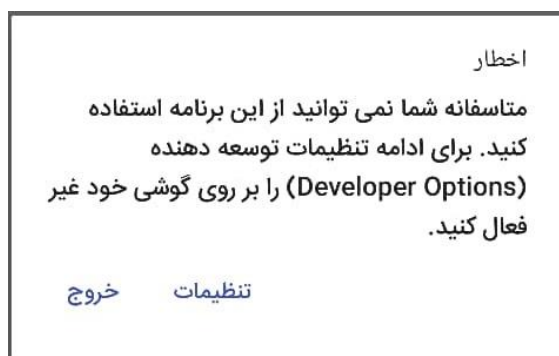 اخطار
متاسفانه شما نمی توانید از این برنامه استفاده
کنید. برای ادامه تنظیمات توسعه دهنده
(Developer Options) را بر روی گوشی خود غیر
فعال کنید.
تنظیمات خروج